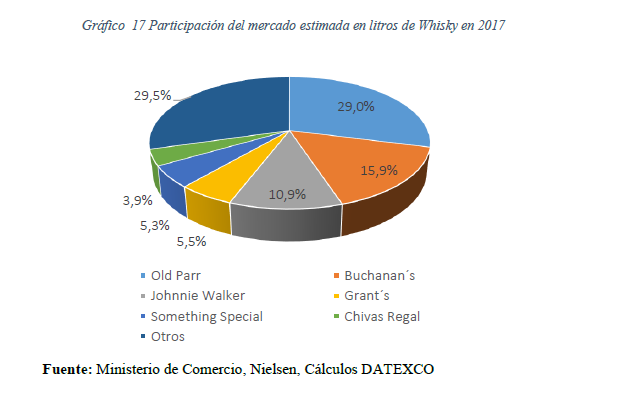 Gráfico 17 Participación del mercado estimada en litros de Whisky en 2017
29,5%
29,0%
15,9%
10,9%
3,9%
5,3%
5,5%
Old Parr
Buchanan´s
Johnnie Walker
Grant´s
Something Special
Chivas Regal
Otros
Fuente: Ministerio de Comercio, Nielsen, Cálculos DATEXCO